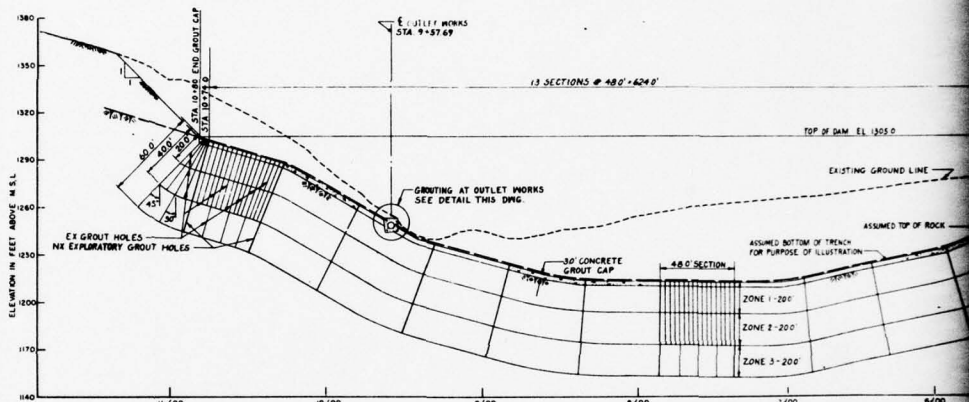 1380
1350
1320
1290
1260
1230
1200
1170
1140
ELEVATION IN FEET ABOVE M.S.L.
STA 10+80 END GROUT CAP
STA 10+74.0
℄ OUTLET WORKS
STA. 9+57.69
13 SECTIONS @ 48.0' = 624.0'
TOP OF DAM EL 1305.0
EXISTING GROUND LINE
1
1
60.0'
40.0'
20.0'
45°
EX GROUT HOLES
NX EXPLORATORY GROUT HOLES
GROUTING AT OUTLET WORKS
SEE DETAIL THIS DWG.
ASSUMED TOP OF ROCK
ASSUMED BOTTOM OF TRENCH
FOR PURPOSE OF ILLUSTRATION
3.0' CONCRETE
GROUT CAP
48.0' SECTION
ZONE 1-20.0'
ZONE 2-20.0'
ZONE 3-20.0'